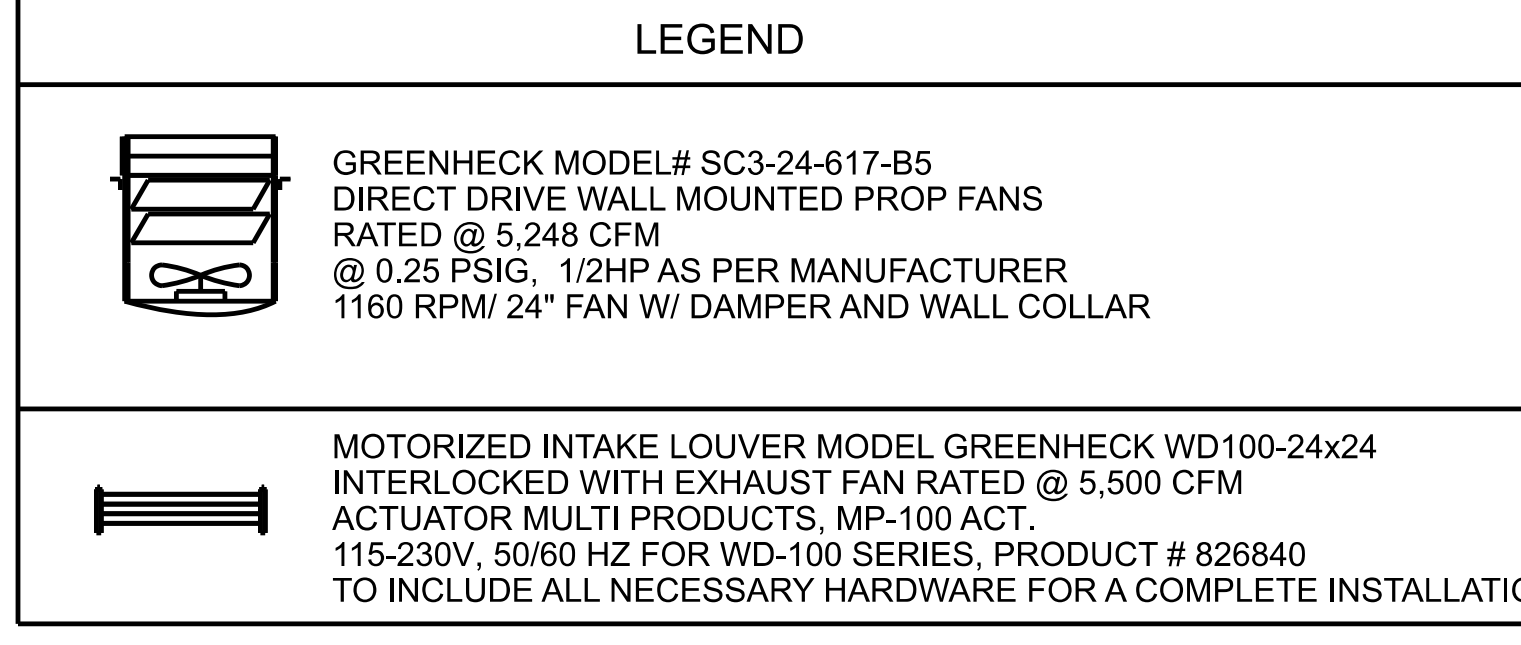 LEGEND
GREENHECK MODEL# SC3-24-617-B5
DIRECT DRIVE WALL MOUNTED PROP FANS
RATED @ 5,248 CFM
@ 0.25 PSIG, 1/2HP AS PER MANUFACTURER
1160 RPM/ 24" FAN W/ DAMPER AND WALL COLLAR
MOTORIZED INTAKE LOUVER MODEL GREENHECK WD100-24x24
INTERLOCKED WITH EXHAUST FAN RATED @ 5,500 CFM
ACTUATOR MULTI PRODUCTS, MP-100 ACT.
115-230V, 50/60 HZ FOR WD-100 SERIES, PRODUCT # 826840
TO INCLUDE ALL NECESSARY HARDWARE FOR A COMPLETE